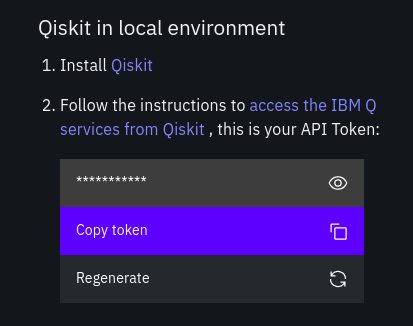 Qiskit in local environment
1. Install Qiskit
2. Follow the instructions to access the IBM Q
services from Qiskit , this is your API Token:
***********
Copy token
Regenerate